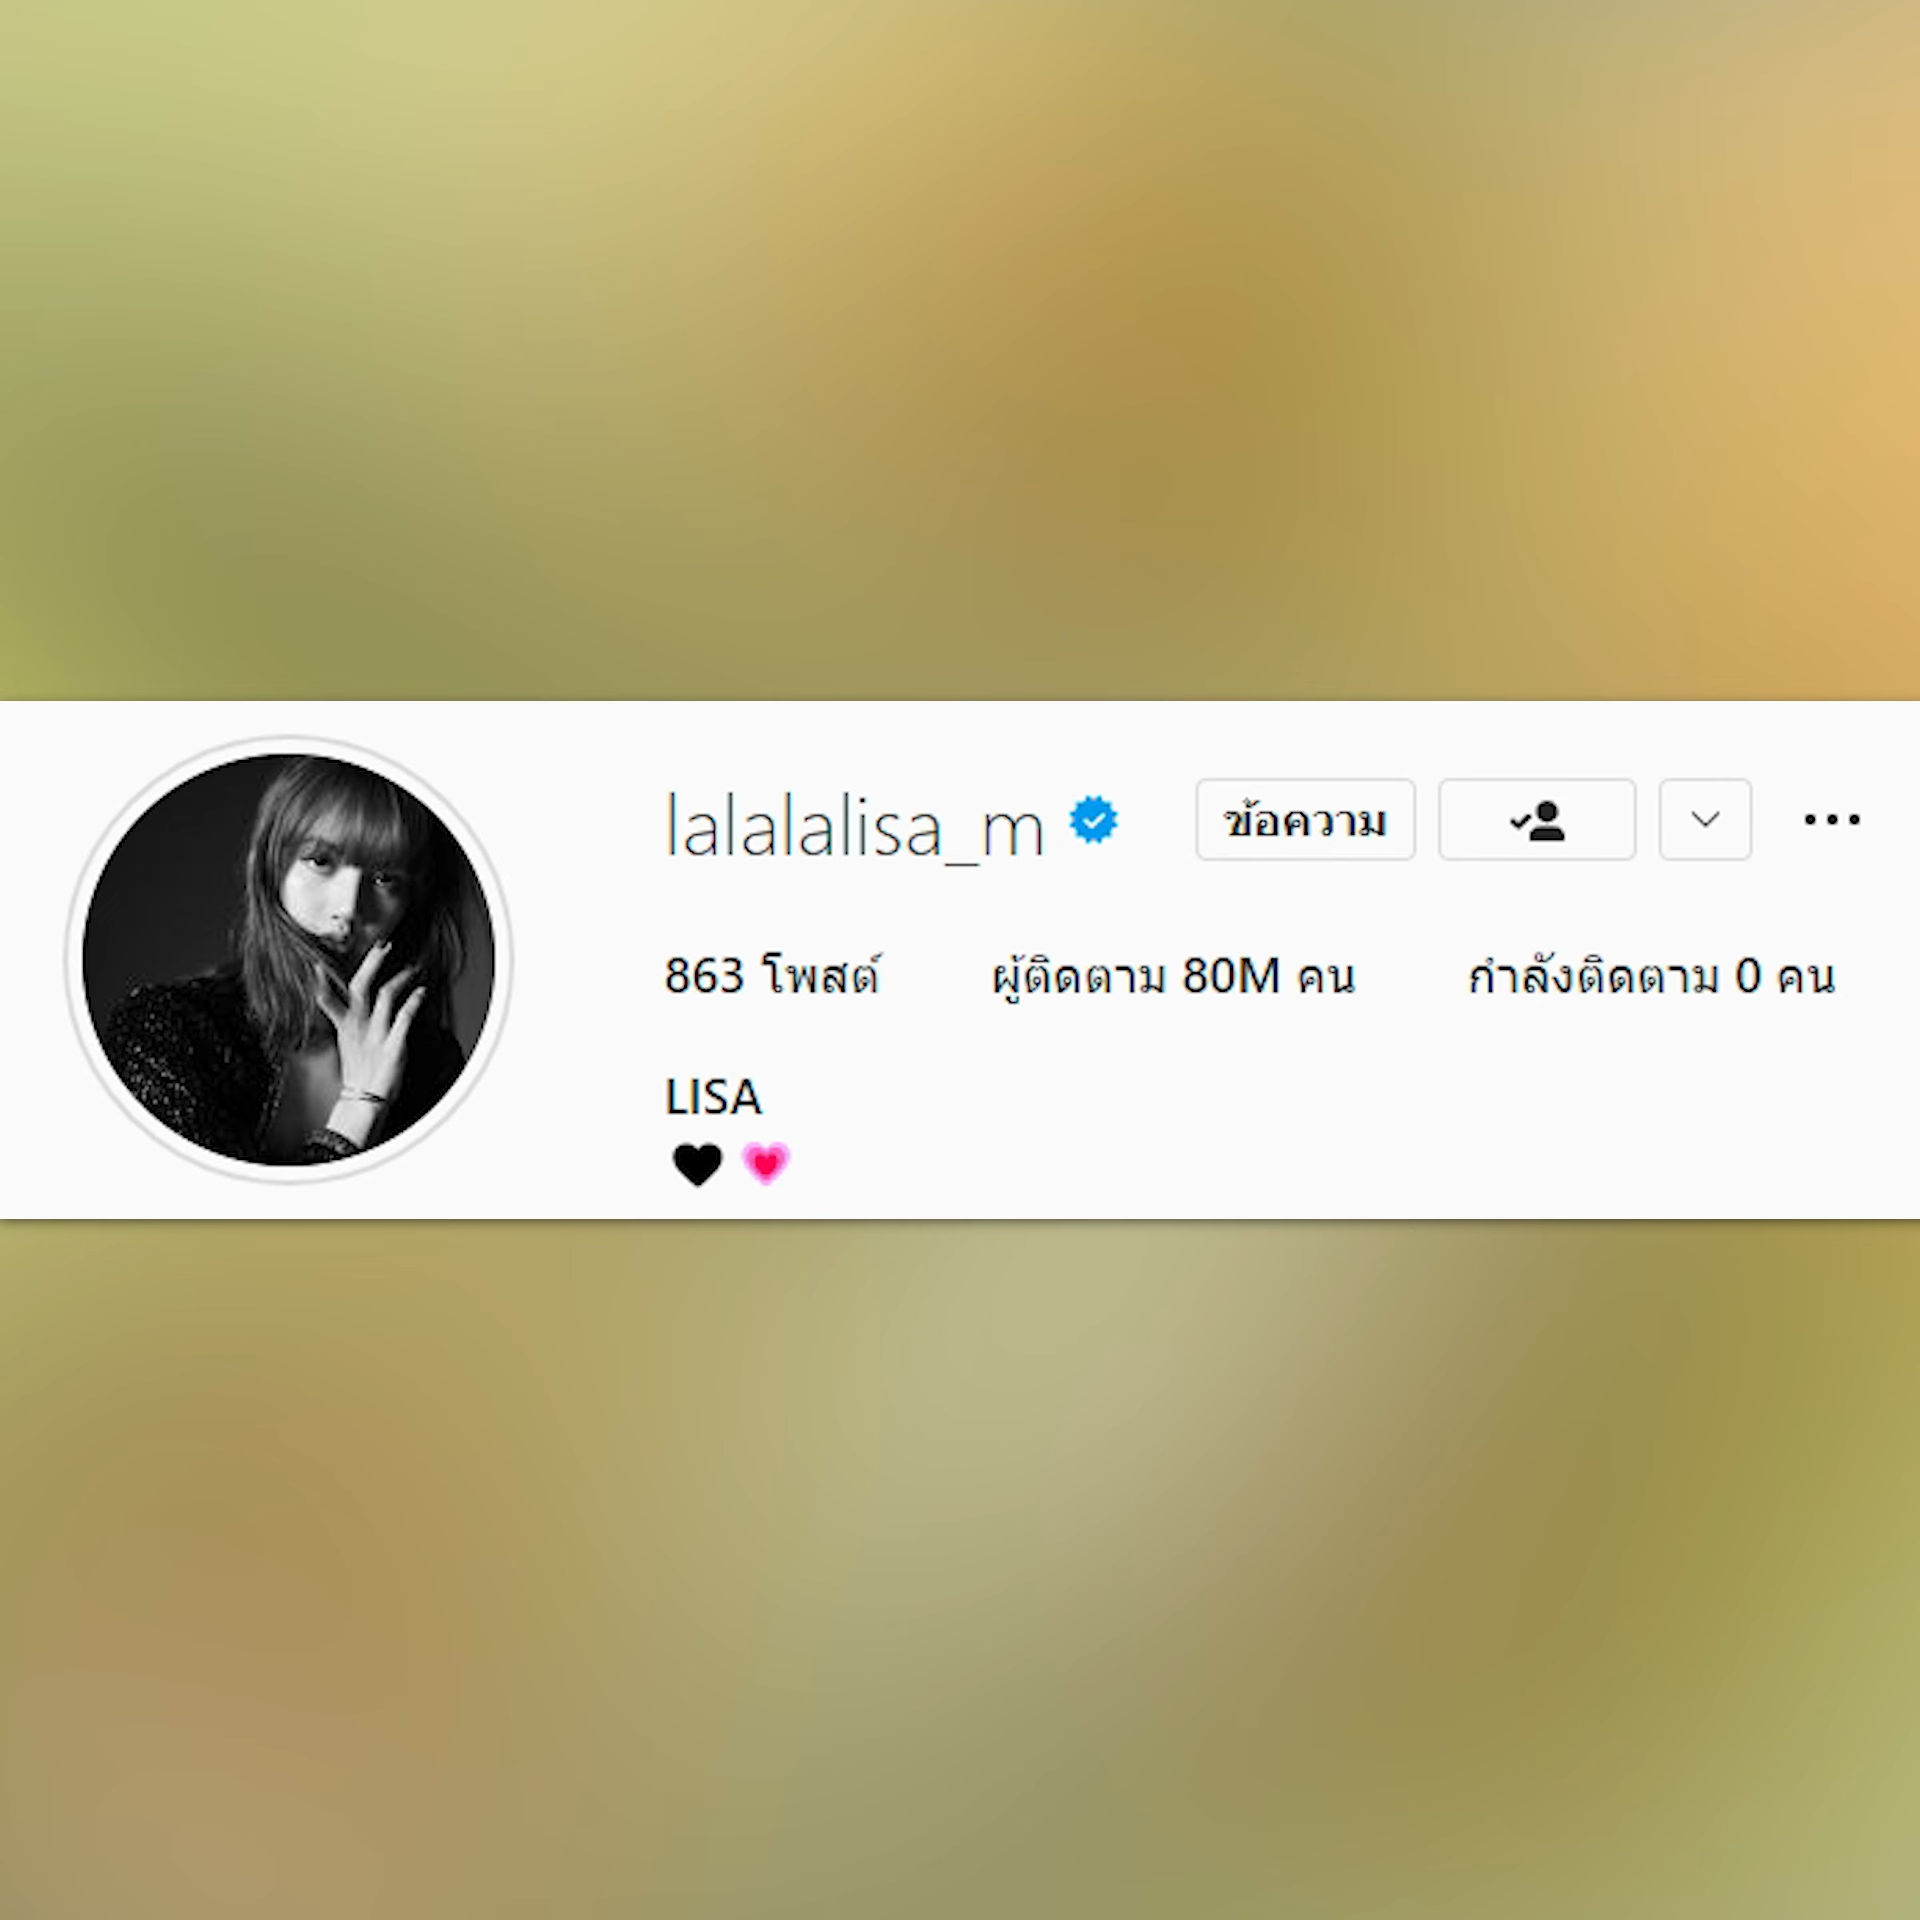 lalalalisa_m ข้อความ
863 โพสต์ ผู้ติดตาม 80M คน กำลังติดตาม 0 คน
LISA
🖤 💗